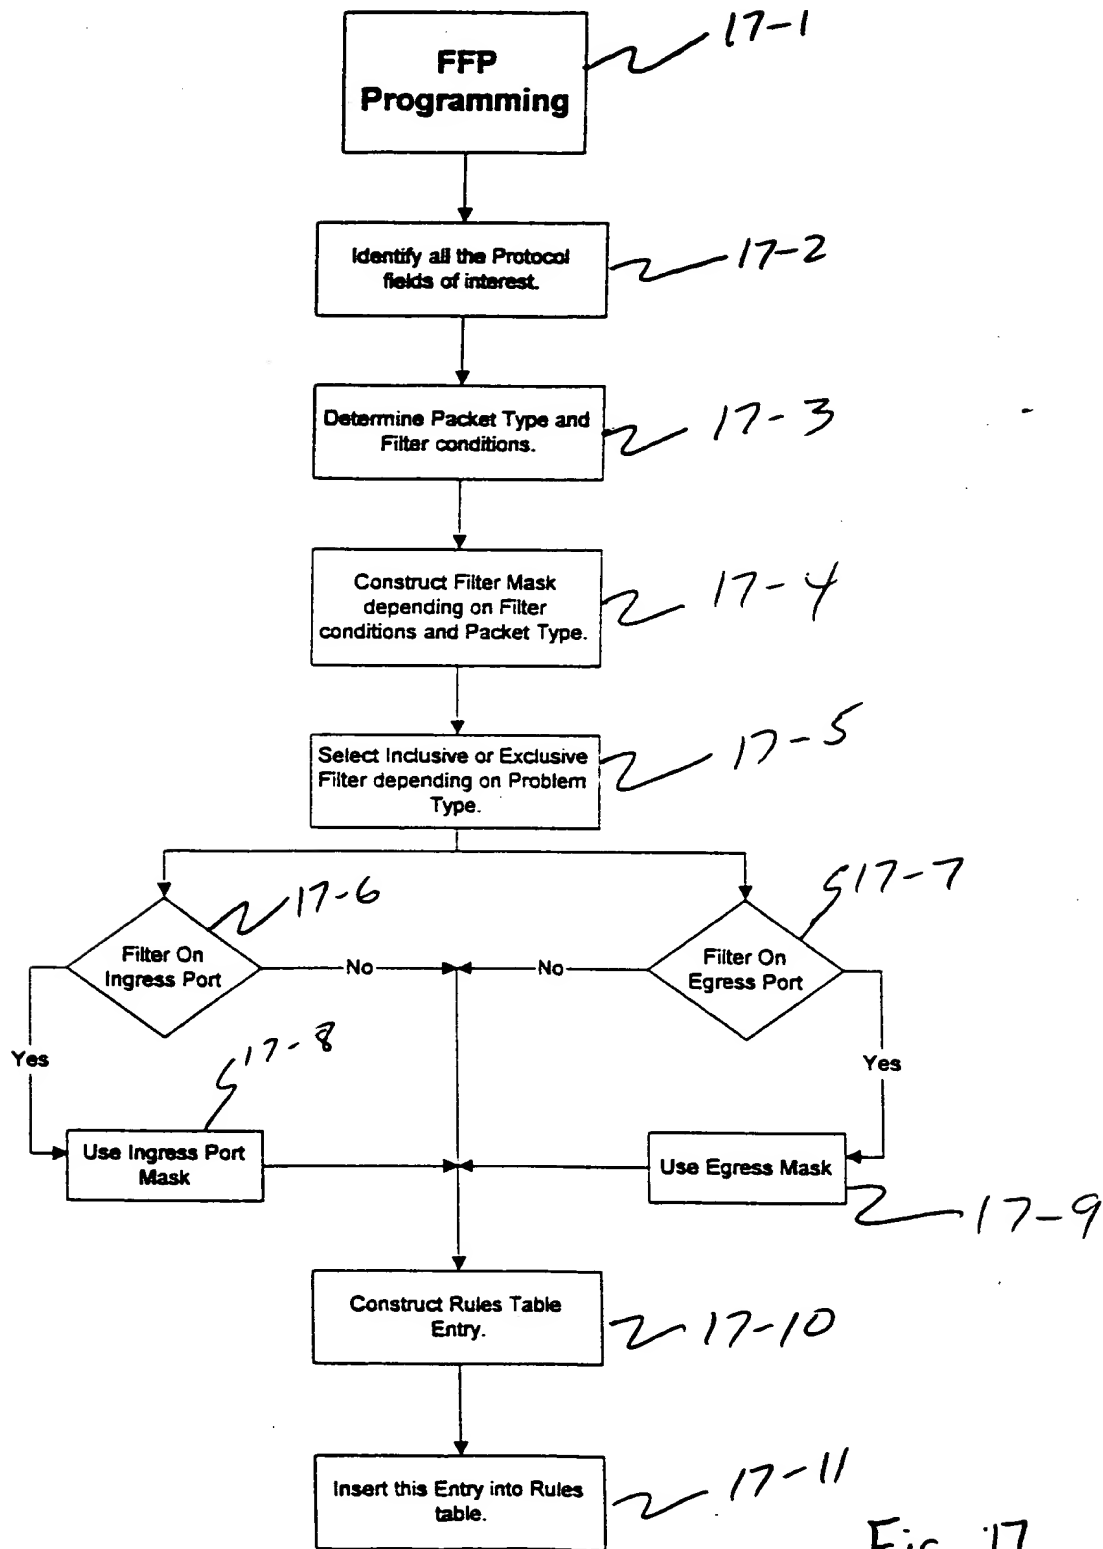 FFP
Programming
17-1
Identify all the Protocol
fields of interest.
17-2
Determine Packet Type and
Filter conditions.
17-3
Construct Filter Mask
depending on Filter
conditions and Packet Type.
17-4
Select Inclusive or Exclusive
Filter depending on Problem
Type.
17-5
17-6
17-7
Filter On
Ingress Port
No
No
Filter On
Egress Port
Yes
17-8
Yes
Use Ingress Port
Mask
Use Egress Mask
17-9
Construct Rules Table
Entry.
17-10
Insert this Entry into Rules
table.
17-11
Fig. 17